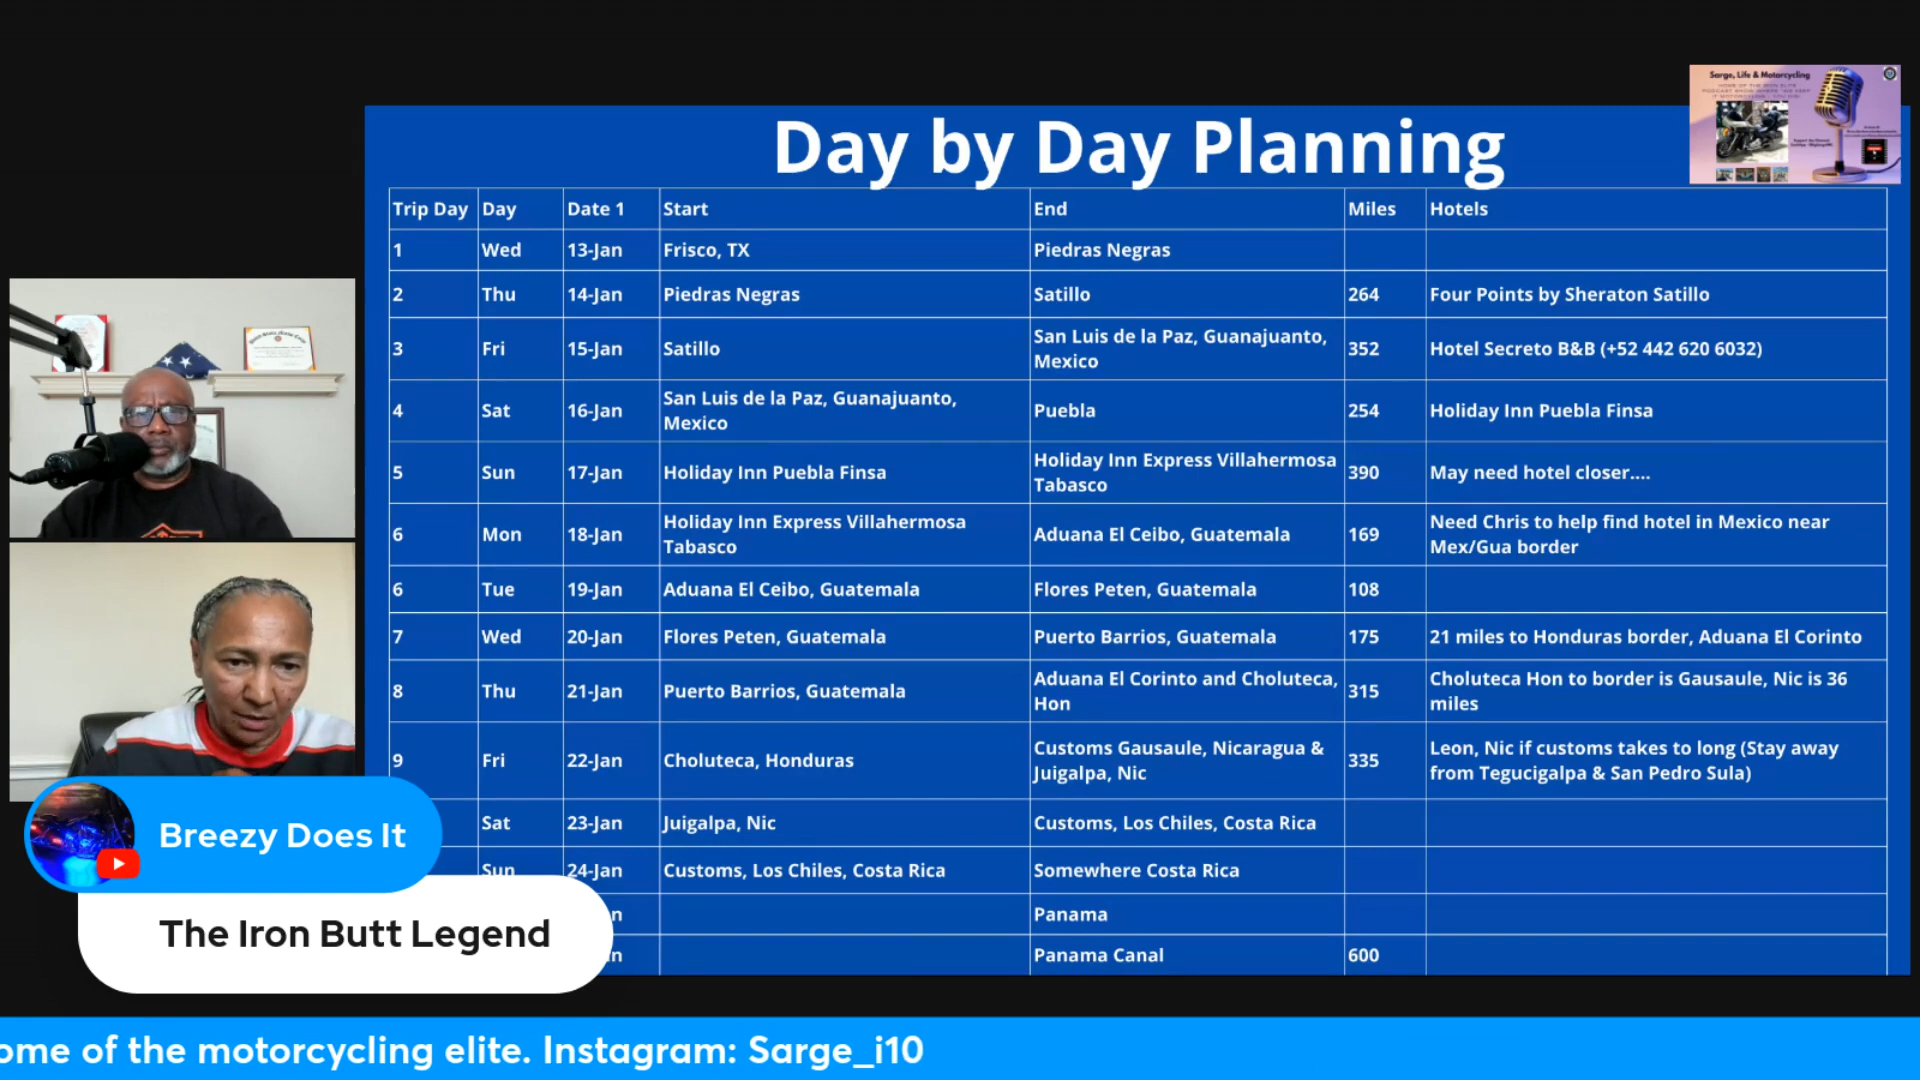 Sarge, Life & Motorcycling
Day by Day Planning
Trip Day Day Date 1 Start End Miles Hotels
1 Wed 13-Jan Frisco, TX Piedras Negras
2 Thu 14-Jan Piedras Negras Satillo 264 Four Points by Sheraton Satillo
3 Fri 15-Jan Satillo San Luis de la Paz, Guanajuanto,
Mexico 352 Hotel Secreto B&B (+52 442 620 6032)
4 Sat 16-Jan San Luis de la Paz, Guanajuanto,
Mexico Puebla 254 Holiday Inn Puebla Finsa
5 Sun 17-Jan Holiday Inn Puebla Finsa Holiday Inn Express Villahermosa
Tabasco 390 May need hotel closer....
6 Mon 18-Jan Holiday Inn Express Villahermosa
Tabasco Aduana El Ceibo, Guatemala 169 Need Chris to help find hotel in Mexico near
Mex/Gua border
6 Tue 19-Jan Aduana El Ceibo, Guatemala Flores Peten, Guatemala 108
7 Wed 20-Jan Flores Peten, Guatemala Puerto Barrios, Guatemala 175 21 miles to Honduras border, Aduana El Corinto
8 Thu 21-Jan Puerto Barrios, Guatemala Aduana El Corinto and Choluteca,
Hon 315 Choluteca Hon to border is Gausaule, Nic is 36
miles
9 Fri 22-Jan Choluteca, Honduras Customs Gausaule, Nicaragua &
Juigalpa, Nic 335 Leon, Nic if customs takes to long (Stay away
from Tegucigalpa & San Pedro Sula)
Sat 23-Jan Juigalpa, Nic Customs, Los Chiles, Costa Rica
Sun 24-Jan Customs, Los Chiles, Costa Rica Somewhere Costa Rica
n Panama
n Panama Canal 600
Breezy Does It
The Iron Butt Legend
ome of the motorcycling elite. Instagram: Sarge_i10